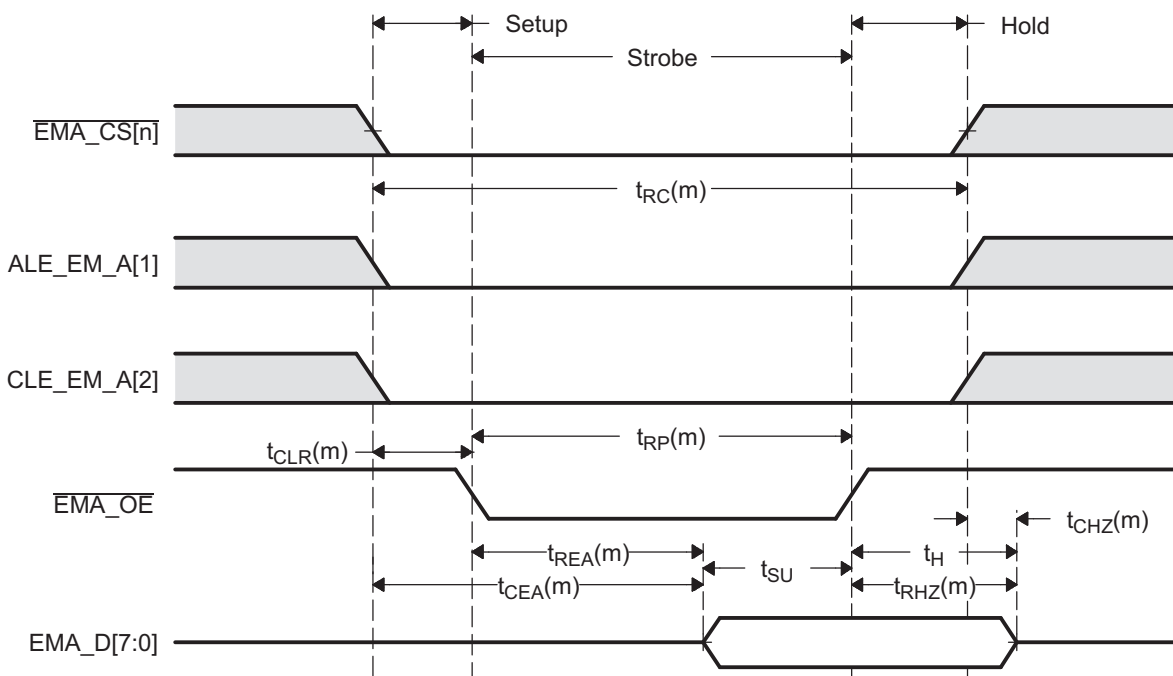 Setup
Hold
Strobe
EMA_CS[n]
tRC(m)
ALE_EM_A[1]
CLE_EM_A[2]
tRP(m)
tCLR(m)
EMA_OE
tCHZ(m)
tREA(m)
tH
tSU
tCEA(m)
tRHZ(m)
EMA_D[7:0]